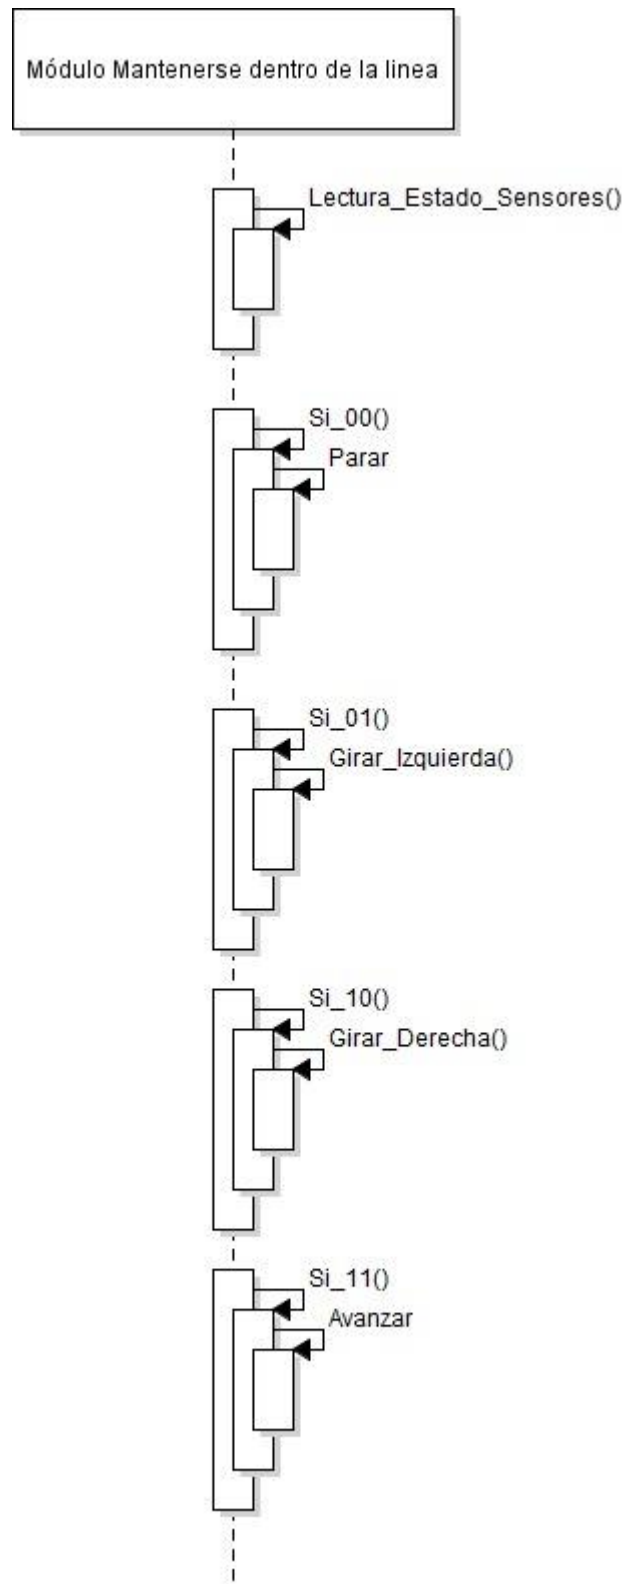 Módulo Mantenerse dentro de la linea
Lectura_Estado_Sensores()
Si_00()
Parar
Si_01()
Girar_Izquierda()
Si_10()
Girar_Derecha()
Si_11()
Avanzar